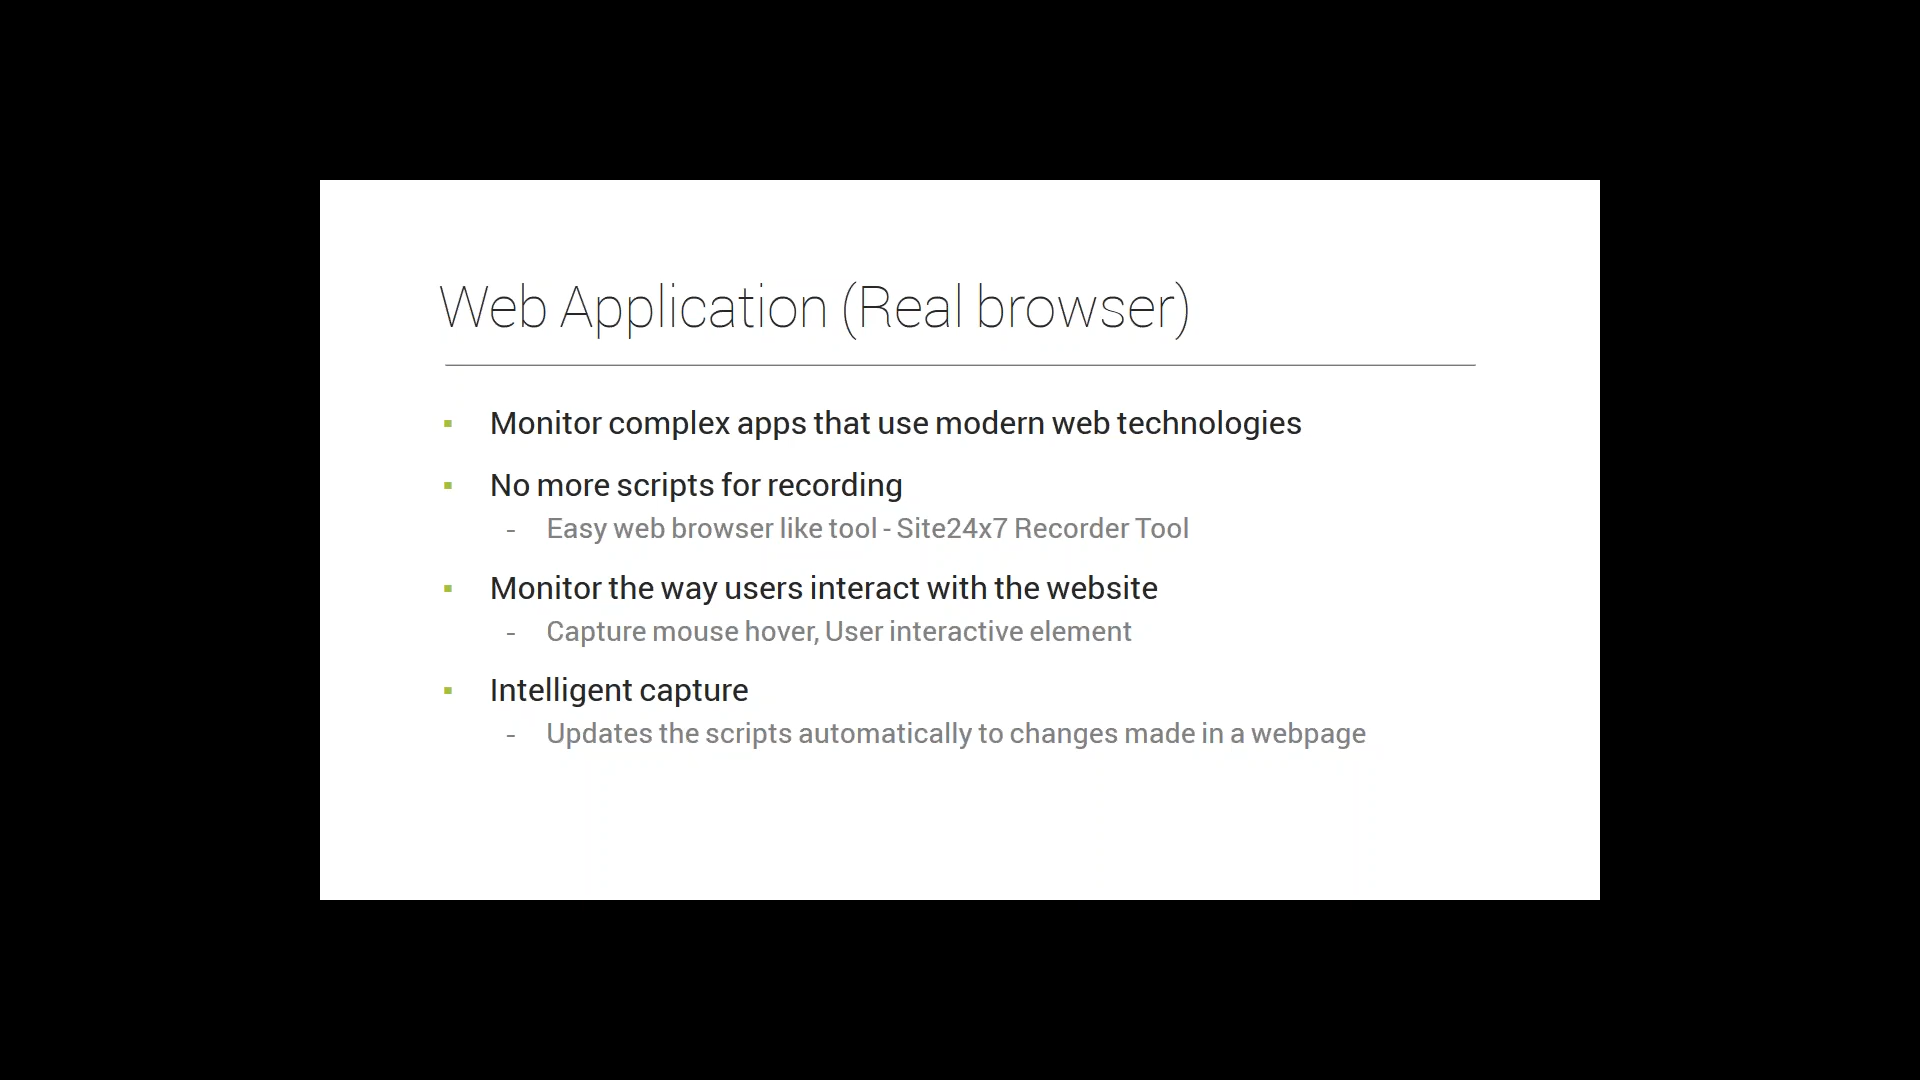 Web Application (Real browser)
▪ Monitor complex apps that use modern web technologies
▪ No more scripts for recording
- Easy web browser like tool - Site24x7 Recorder Tool
▪ Monitor the way users interact with the website
- Capture mouse hover, User interactive element
▪ Intelligent capture
- Updates the scripts automatically to changes made in a webpage